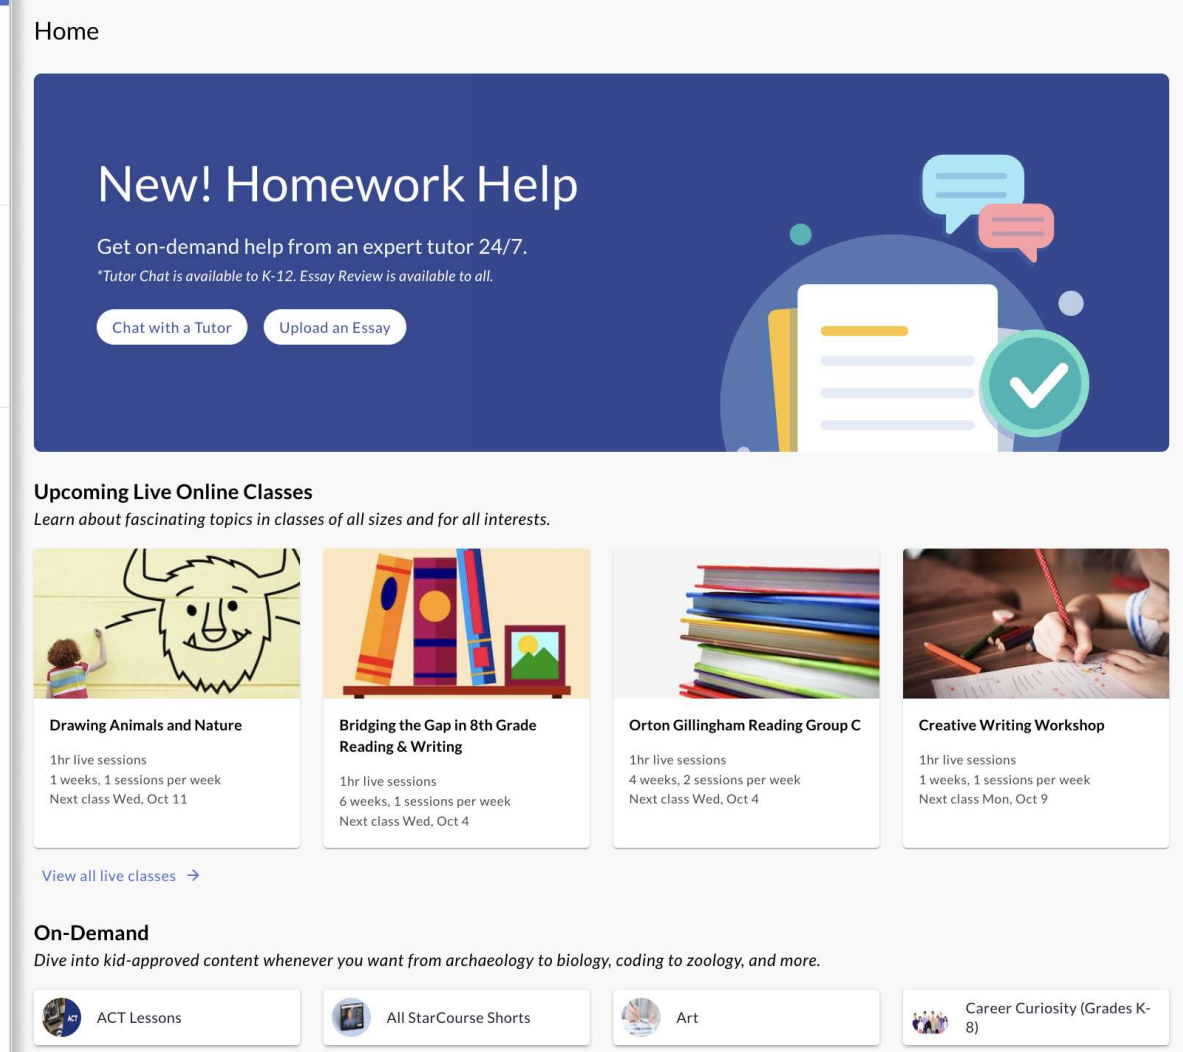 Home
New! Homework Help
Get on-demand help from an expert tutor 24/7.
*Tutor Chat is available to K-12. Essay Review is available to all.
Chat with a Tutor
Upload an Essay
Upcoming Live Online Classes
Learn about fascinating topics in classes of all sizes and for all interests.
Drawing Animals and Nature
1hr live sessions
1 weeks, 1 sessions per week
Next class Wed, Oct 11
Bridging the Gap in 8th Grade
Reading & Writing
1hr live sessions
6 weeks, 1 sessions per week
Next class Wed, Oct 4
Orton Gillingham Reading Group C
1hr live sessions
4 weeks, 2 sessions per week
Next class Wed, Oct 4
Creative Writing Workshop
1hr live sessions
1 weeks, 1 sessions per week
Next class Mon, Oct 9
View all live classes →
On-Demand
Dive into kid-approved content whenever you want from archaeology to biology, coding to zoology, and more.
ACT
ACT Lessons
All StarCourse Shorts
Art
Career Curiosity (Grades K-
8)